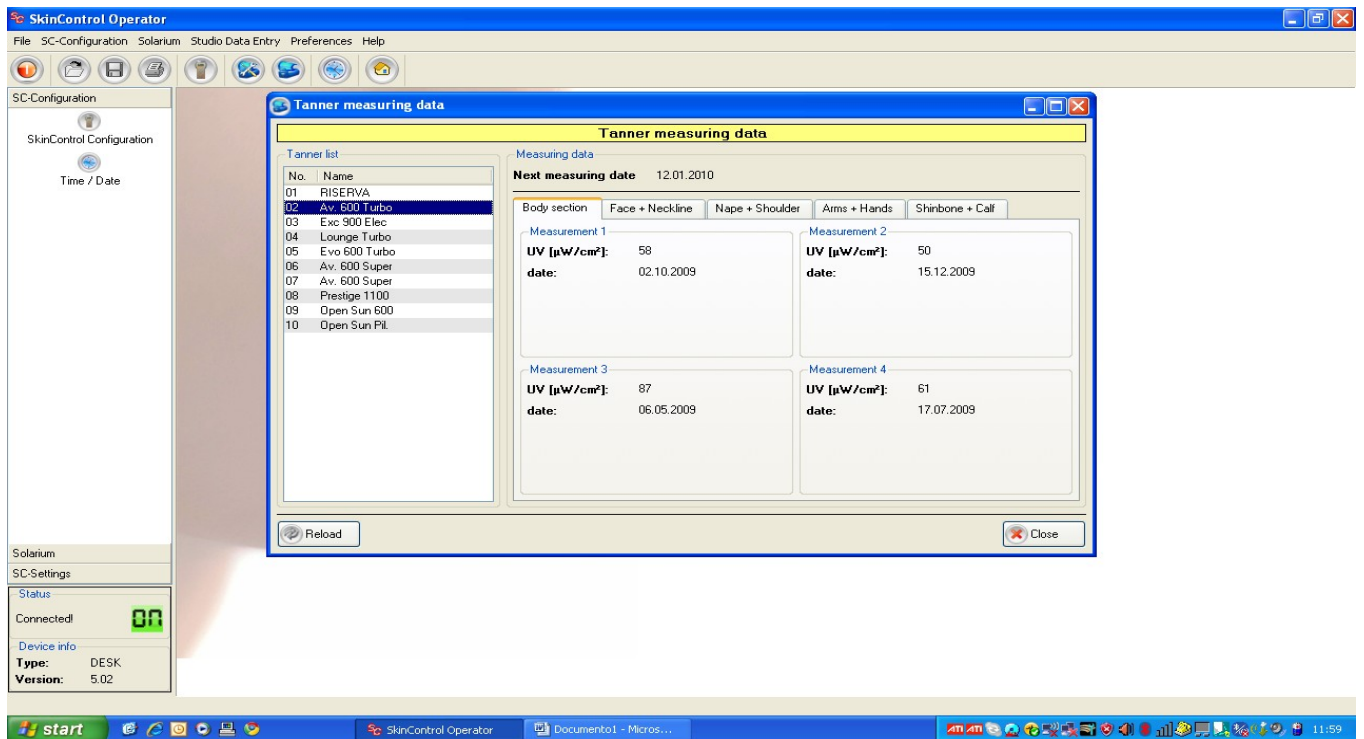 SkinControl Operator
File SC-Configuration Solarium Studio Data Entry Preferences Help
SC-Configuration
SkinControl Configuration
Time / Date
Solarium
SC-Settings
Status
Connected!
ON
Device info
Type: DESK
Version: 5.02
Tanner measuring data
Tanner measuring data
Tanner list
No. Name
01 RISERVA
02 Av. 600 Turbo
03 Exc 900 Elec
04 Lounge Turbo
05 Evo 600 Turbo
06 Av. 600 Super
07 Av. 600 Super
08 Prestige 1100
09 Open Sun 600
10 Open Sun Pil.
Measuring data
Next measuring date 12.01.2010
Body section Face + Neckline Nape + Shoulder Arms + Hands Shinbone + Calf
Measurement 1
UV [µW/cm²]: 58
date: 02.10.2009
Measurement 2
UV [µW/cm²]: 50
date: 15.12.2009
Measurement 3
UV [µW/cm²]: 87
date: 06.05.2009
Measurement 4
UV [µW/cm²]: 61
date: 17.07.2009
Reload
Close
start
SkinControl Operator
Documento1 - Micros...
ATI ATI
11:59